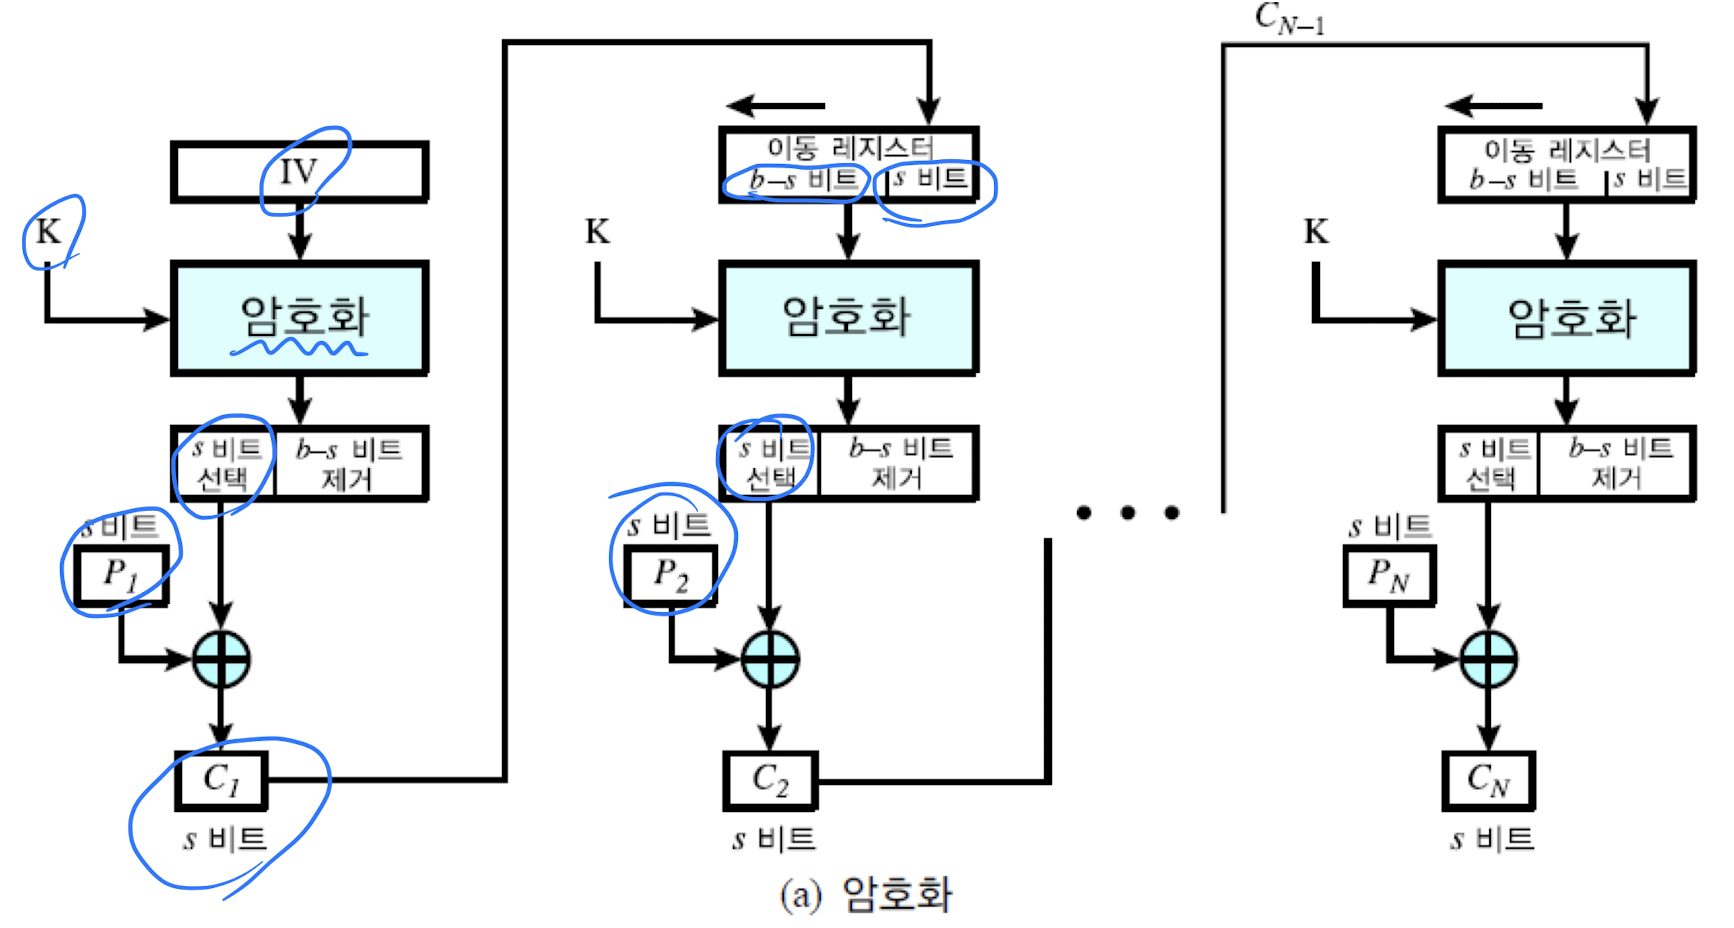 C_{N-1}
IV
K
암호화
s 비트 선택
b–s 비트 제거
s 비트
P_1
C_1
s 비트
이동 레지스터
b–s 비트
s 비트
K
암호화
s 비트 선택
b–s 비트 제거
s 비트
P_2
C_2
s 비트
• • •
이동 레지스터
b–s 비트
s 비트
K
암호화
s 비트 선택
b–s 비트 제거
s 비트
P_N
C_N
s 비트
(a) 암호화